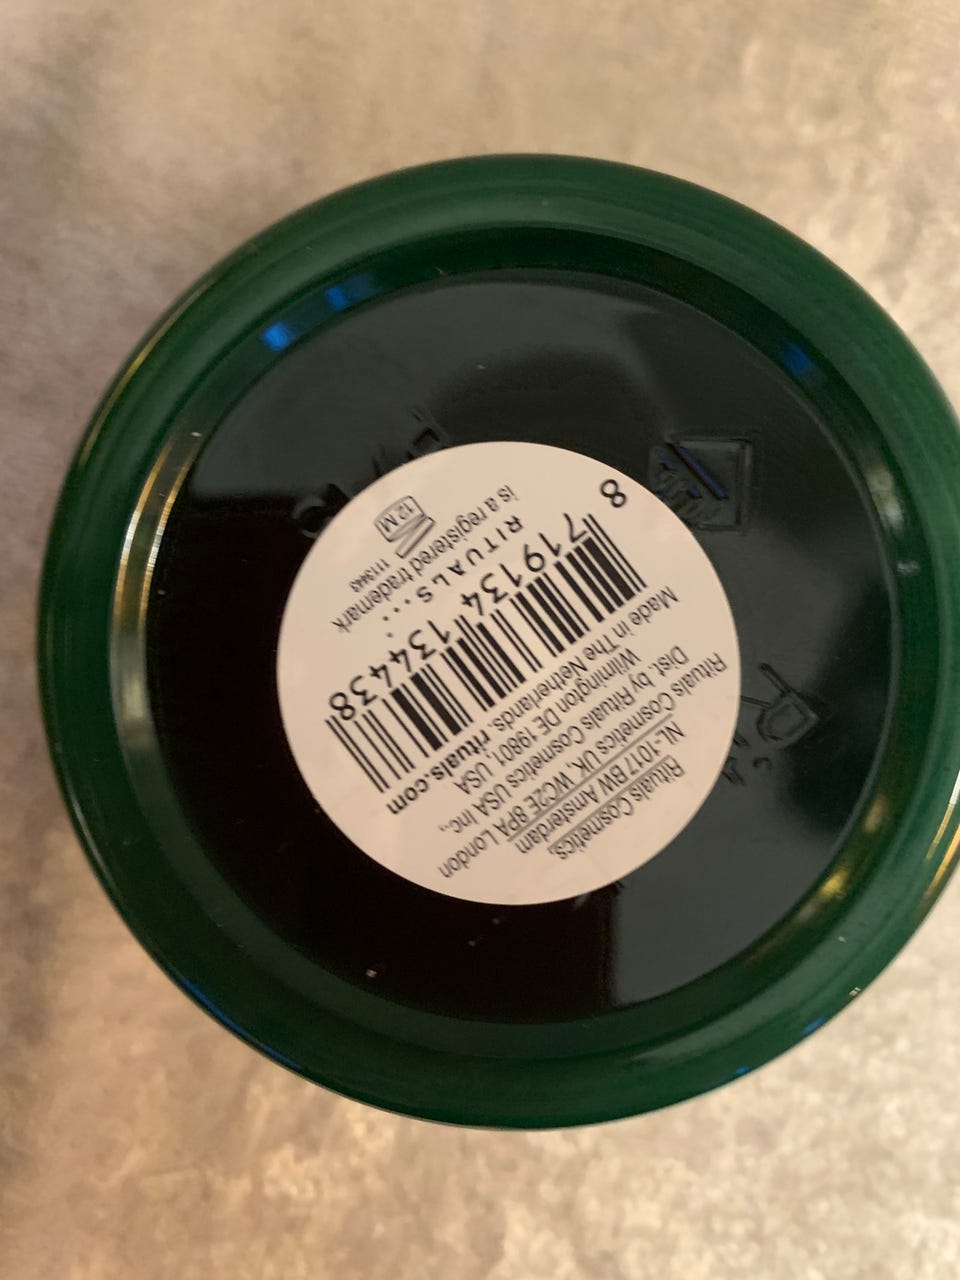 Rituals Cosmetics,
NL-1017 BW Amsterdam
Rituals Cosmetics UK, WC2E 8PA, London
Dist. by Rituals Cosmetics USA Inc.,
Wilmington DE 19801, USA
Made in The Netherlands. rituals.com
8 719134 134438
RITUALS...
is a registered trademark
1113443
12 M